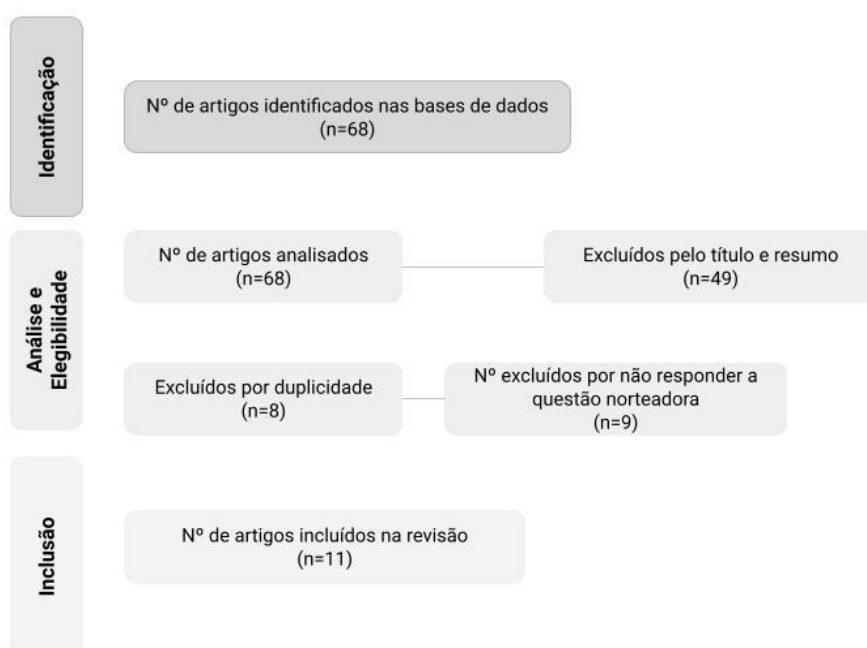 Identificação
Nº de artigos identificados nas bases de dados
(n=68)
Análise e
Elegibilidade
Nº de artigos analisados
(n=68)
Excluídos pelo título e resumo
(n=49)
Excluídos por duplicidade
(n=8)
Nº excluídos por não responder a
questão norteadora
(n=9)
Inclusão
Nº de artigos incluídos na revisão
(n=11)